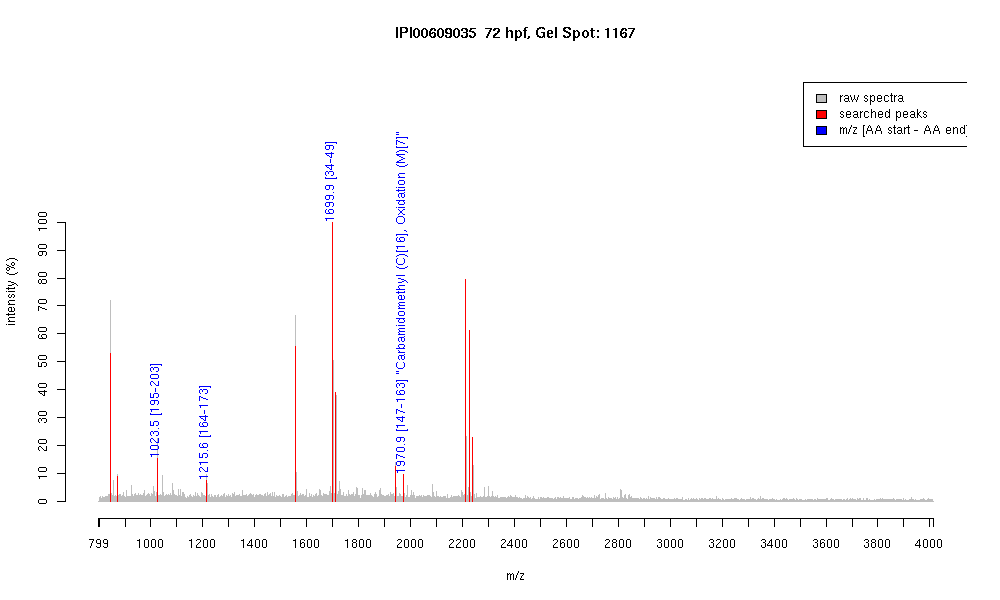 IPI00609035 72 hpf, Gel Spot: 1167
raw spectra
searched peaks
m/z [AA start - AA end]
intensity (%)
100
90
80
70
60
50
40
30
20
10
0
1023.5 [195-203]
1215.6 [164-173]
1699.9 [34-49]
1970.9 [147-163] "Carbamidomethyl (C)[16], Oxidation (M)[7]"
799 1000 1200 1400 1600 1800 2000 2200 2400 2600 2800 3000 3200 3400 3600 3800 4000
m/z